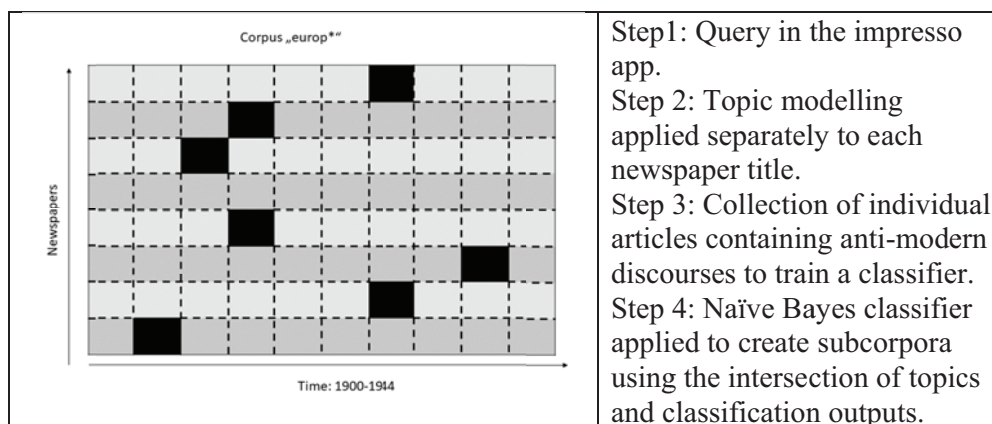 Corpus „europ*“
Newspapers
Time: 1900-1944
Step1: Query in the impresso
app.
Step 2: Topic modelling
applied separately to each
newspaper title.
Step 3: Collection of individual
articles containing anti-modern
discourses to train a classifier.
Step 4: Naïve Bayes classifier
applied to create subcorpora
using the intersection of topics
and classification outputs.